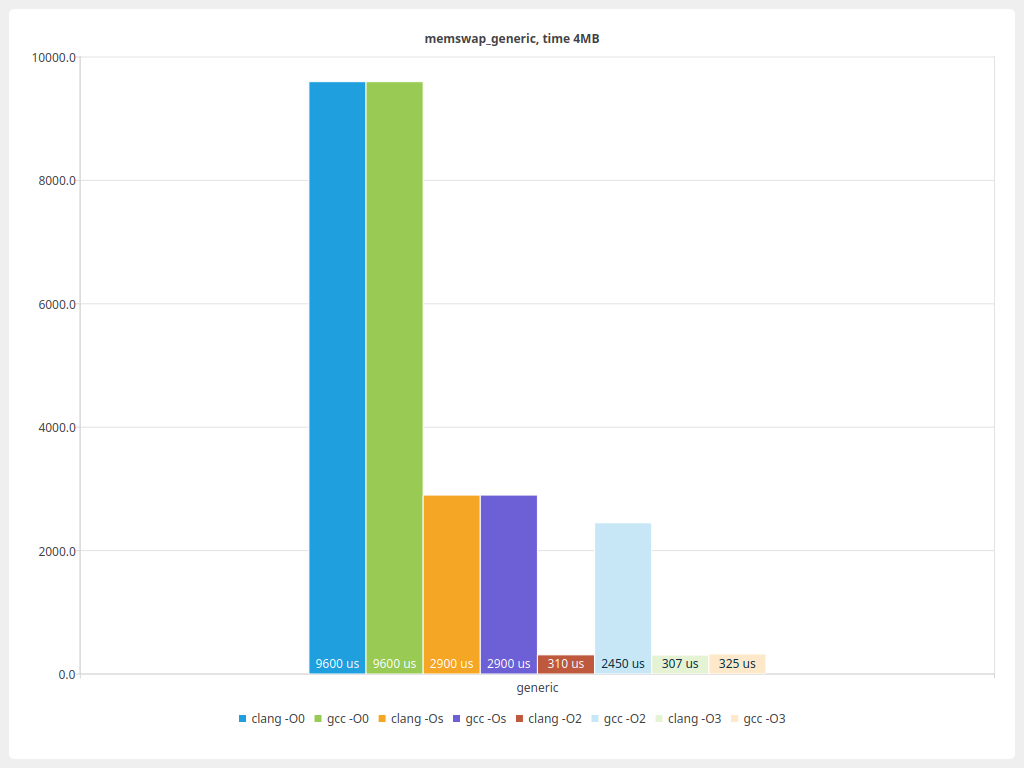 memswap_generic, time 4MB
10000.0
8000.0
6000.0
4000.0
2000.0
0.0
9600 us 9600 us 2900 us 2900 us 310 us 2450 us 307 us 325 us
generic
clang -O0 gcc -O0 clang -Os gcc -Os clang -O2 gcc -O2 clang -O3 gcc -O3